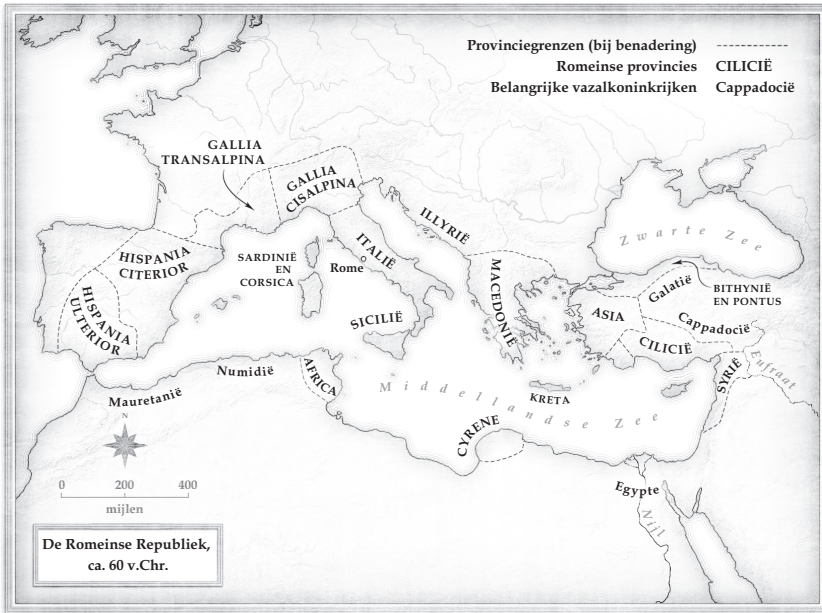 Provinciegrenzen (bij benadering)
Romeinse provincies CILICIË
Belangrijke vazalkoninkrijken Cappadocië
GALLIA
TRANSALPINA
GALLIA
CISALPINA
ILLYRIË
Zwarte Zee
HISPANIA
CITERIOR
SARDINIË
EN
CORSICA
ITALIË
Rome
MACEDONIË
Galatië
BITHYNIË
EN PONTUS
HISPANIA
ULTERIOR
SICILIË
ASIA
Cappadocië
CILICIË
SYRIË
Eufraat
Numidië
AFRICA
Mauretanië
Middellandse Zee
KRETA
CYRENE
N
Egypte
Nijl
0 200 400
mijlen
De Romeinse Republiek,
ca. 60 v.Chr.